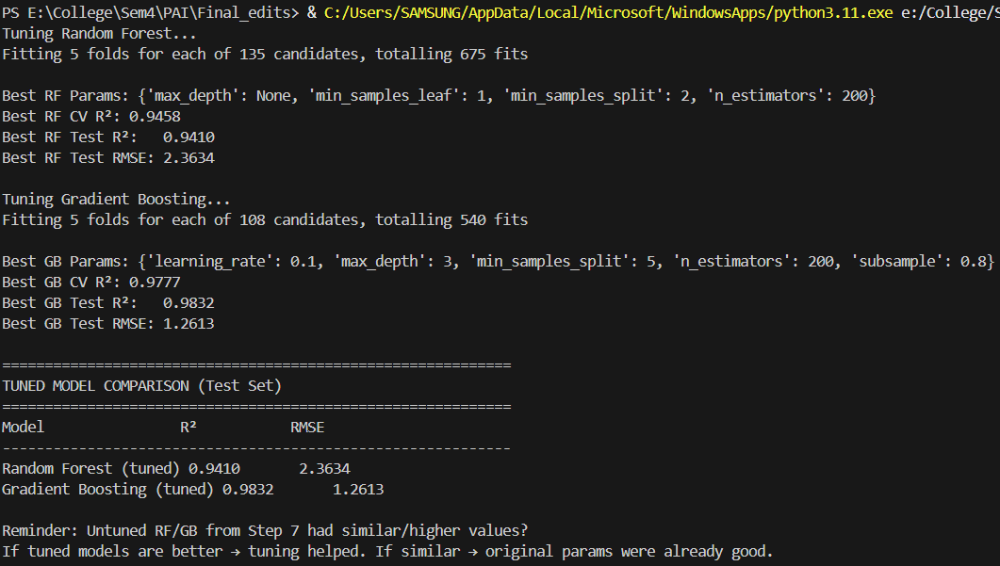 PS E:\College\Sem4\PAI\Final_edits> & C:/Users/SAMSUNG/AppData/Local/Microsoft/WindowsApps/python3.11.exe e:/College/S
Tuning Random Forest...
Fitting 5 folds for each of 135 candidates, totalling 675 fits
Best RF Params: {'max_depth': None, 'min_samples_leaf': 1, 'min_samples_split': 2, 'n_estimators': 200}
Best RF CV R²: 0.9458
Best RF Test R²:   0.9410
Best RF Test RMSE: 2.3634
Tuning Gradient Boosting...
Fitting 5 folds for each of 108 candidates, totalling 540 fits
Best GB Params: {'learning_rate': 0.1, 'max_depth': 3, 'min_samples_split': 5, 'n_estimators': 200, 'subsample': 0.8}
Best GB CV R²: 0.9777
Best GB Test R²:   0.9832
Best GB Test RMSE: 1.2613
============================================================
TUNED MODEL COMPARISON (Test Set)
============================================================
Model                R²           RMSE
------------------------------------------------------------
Random Forest (tuned) 0.9410       2.3634
Gradient Boosting (tuned) 0.9832       1.2613
Reminder: Untuned RF/GB from Step 7 had similar/higher values?
If tuned models are better → tuning helped. If similar → original params were already good.